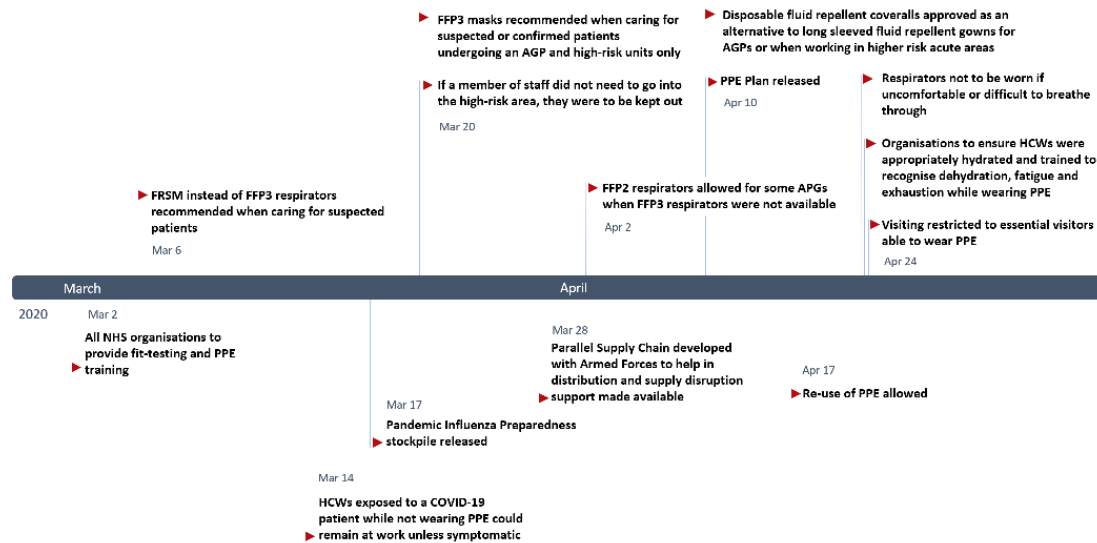 FFP3 masks recommended when caring for
suspected or confirmed patients
undergoing an AGP and high-risk units only
If a member of staff did not need to go into
the high-risk area, they were to be kept out
Mar 20
Disposable fluid repellent coveralls approved as an
alternative to long sleeved fluid repellent gowns for
AGPs or when working in higher risk acute areas
PPE Plan released
Apr 10
Respirators not to be worn if
uncomfortable or difficult to breathe
through
Organisations to ensure HCWs were
appropriately hydrated and trained to
recognise dehydration, fatigue and
exhaustion while wearing PPE
Visiting restricted to essential visitors
able to wear PPE
Apr 24
FRSM instead of FFP3 respirators
recommended when caring for suspected
patients
Mar 6
FFP2 respirators allowed for some APGs
when FFP3 respirators were not available
Apr 2
March
April
2020
Mar 2
All NHS organisations to
provide fit-testing and PPE
training
Mar 28
Parallel Supply Chain developed
with Armed Forces to help in
distribution and supply disruption
support made available
Apr 17
Re-use of PPE allowed
Mar 17
Pandemic Influenza Preparedness
stockpile released
Mar 14
HCWs exposed to a COVID-19
patient while not wearing PPE could
remain at work unless symptomatic